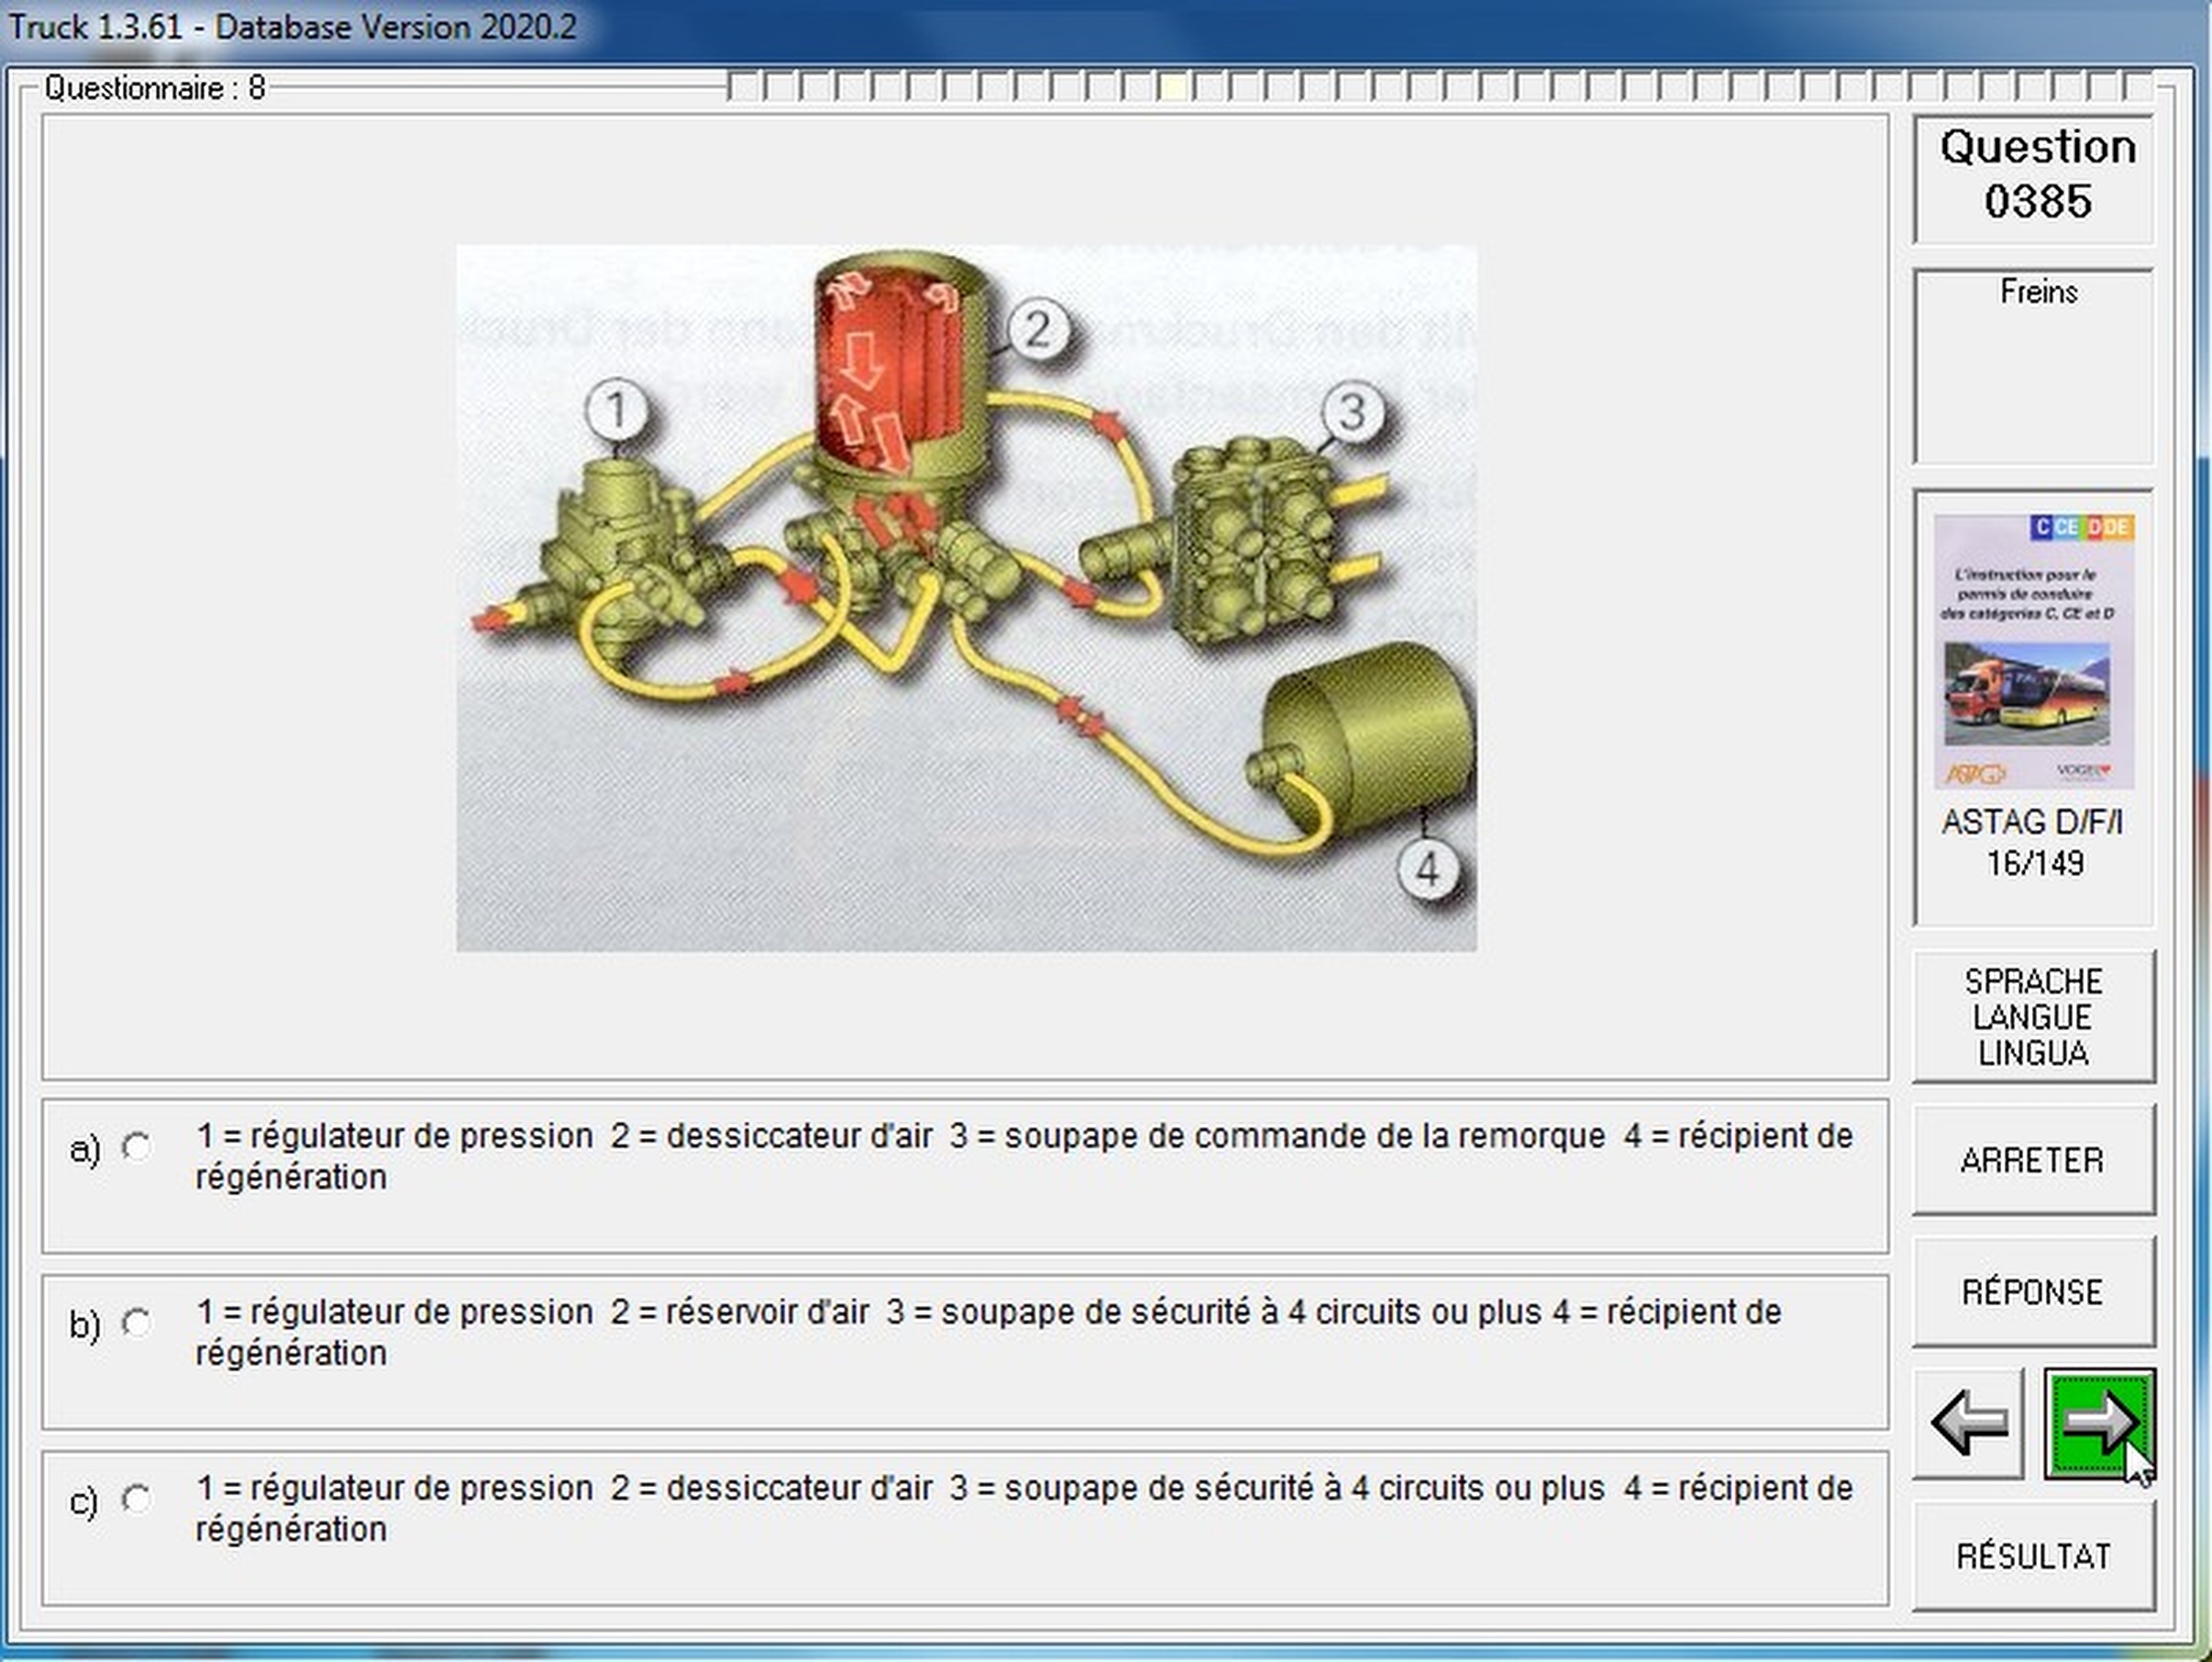 Truck 1.3.61 - Database Version 2020.2
Questionnaire : 8
Question
0385
Freins
1
2
3
4
C CE D DE
L'instruction pour le
permis de conduire
des catégories C, CE et D
ASTAG
VOGEL
ASTAG D/F/I
16/149
SPRACHE
LANGUE
LINGUA
ARRETER
RÉPONSE
RÉSULTAT
a) 1 = régulateur de pression 2 = dessiccateur d'air 3 = soupape de commande de la remorque 4 = récipient de
régénération
b) 1 = régulateur de pression 2 = réservoir d'air 3 = soupape de sécurité à 4 circuits ou plus 4 = récipient de
régénération
c) 1 = régulateur de pression 2 = dessiccateur d'air 3 = soupape de sécurité à 4 circuits ou plus 4 = récipient de
régénération